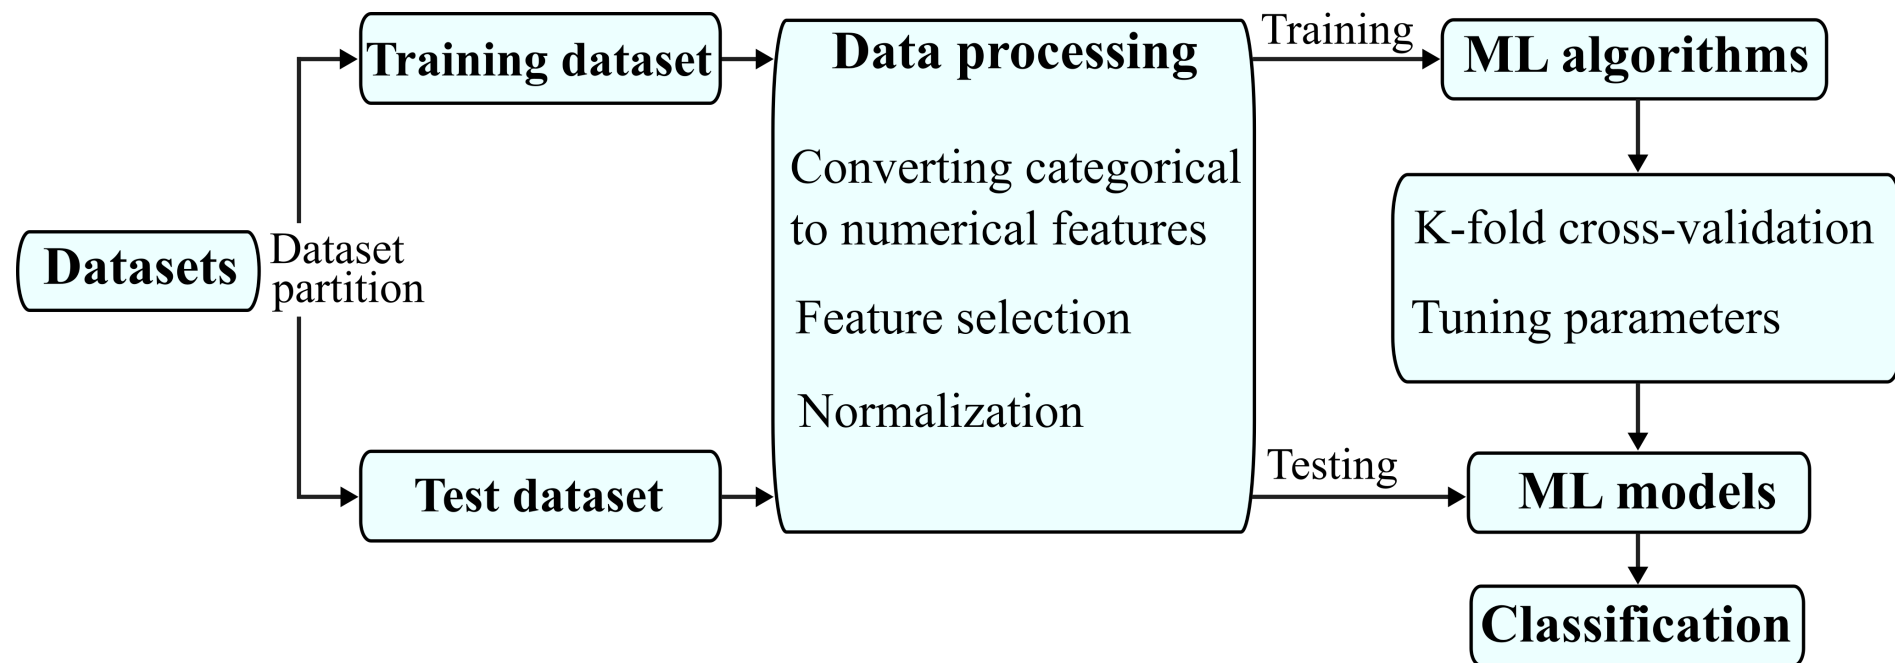 Datasets
Dataset
partition
Training dataset
Test dataset
Data processing
Converting categorical
to numerical features
Feature selection
Normalization
Training
Testing
ML algorithms
K-fold cross-validation
Tuning parameters
ML models
Classification